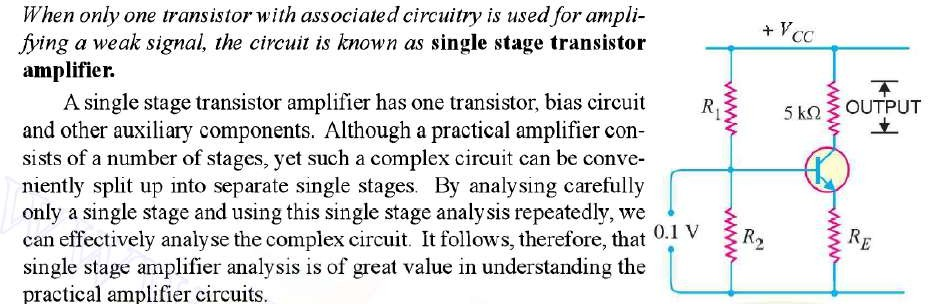 When only one transistor with associated circuitry is used for ampli-
fying a weak signal, the circuit is known as single stage transistor
amplifier.
A single stage transistor amplifier has one transistor, bias circuit
and other auxiliary components. Although a practical amplifier con-
sists of a number of stages, yet such a complex circuit can be conve-
niently split up into separate single stages. By analysing carefully
only a single stage and using this single stage analysis repeatedly, we
can effectively analyse the complex circuit. It follows, therefore, that
single stage amplifier analysis is of great value in understanding the
practical amplifier circuits.
+ VCC
R1
5 kΩ
OUTPUT
0.1 V
R2
RE